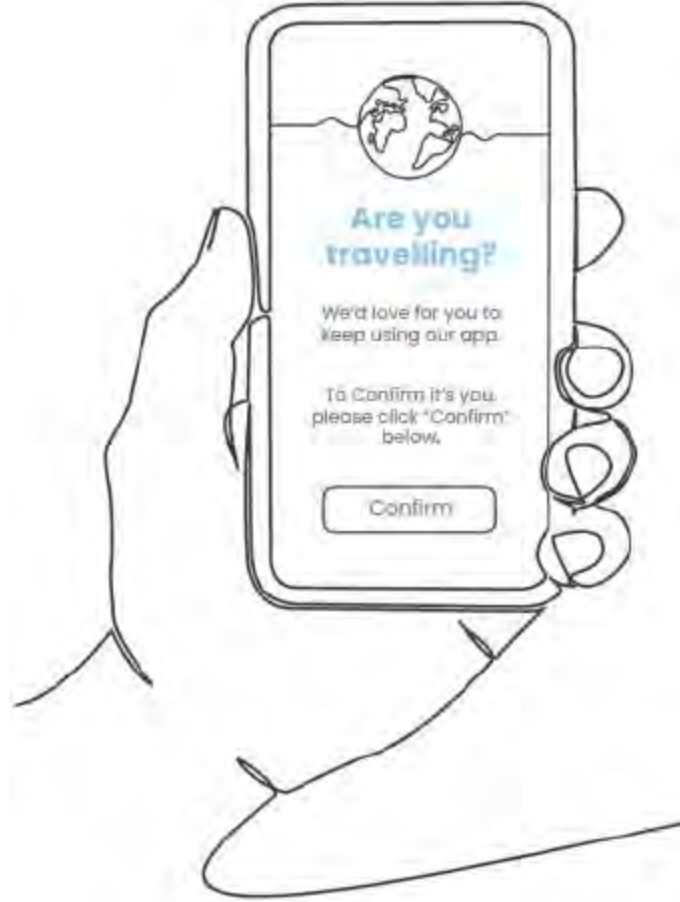 Are you
travelling?
We'd love for you to
keep using our app.
To Confirm it's you,
please click "Confirm"
below.
Confirm